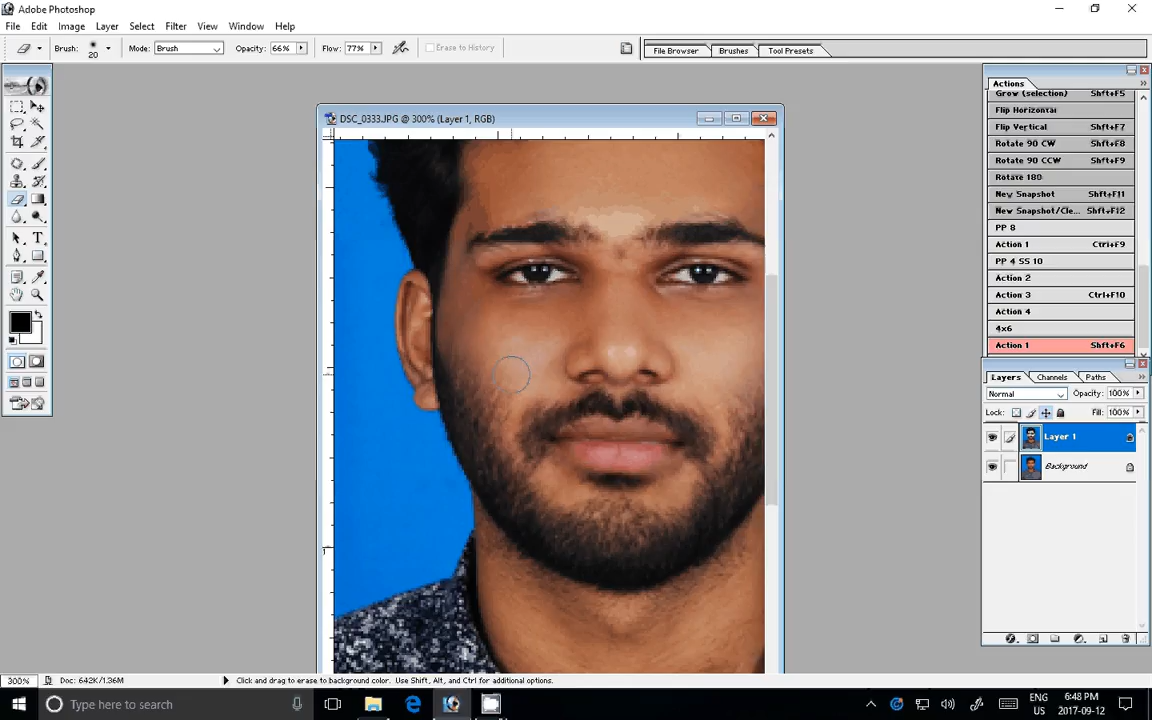 Adobe Photoshop
File Edit Image Layer Select Filter View Window Help
Brush: 20 Mode: Brush Opacity: 66% Flow: 77% Erase to History File Browser Brushes Tool Presets
DSC_0333.JPG @ 300% (Layer 1, RGB)
Actions
Grow (selection) Shft+F5
Flip Horizontal
Flip Vertical Shft+F7
Rotate 90 CW Shft+F8
Rotate 90 CCW Shft+F9
Rotate 180
New Snapshot Shft+F11
New Snapshot/Cle... Shft+F12
PP 8
Action 1 Ctrl+F9
PP 4 SS 10
Action 2
Action 3 Ctrl+F10
Action 4
4x6
Action 1 Shft+F6
Layers Channels Paths
Normal Opacity: 100%
Lock: Fill: 100%
Layer 1
Background
300% Doc: 642K/1.36M Click and drag to erase to background color. Use Shift, Alt, and Ctrl for additional options.
Type here to search
ENG
US
6:48 PM
2017-09-12